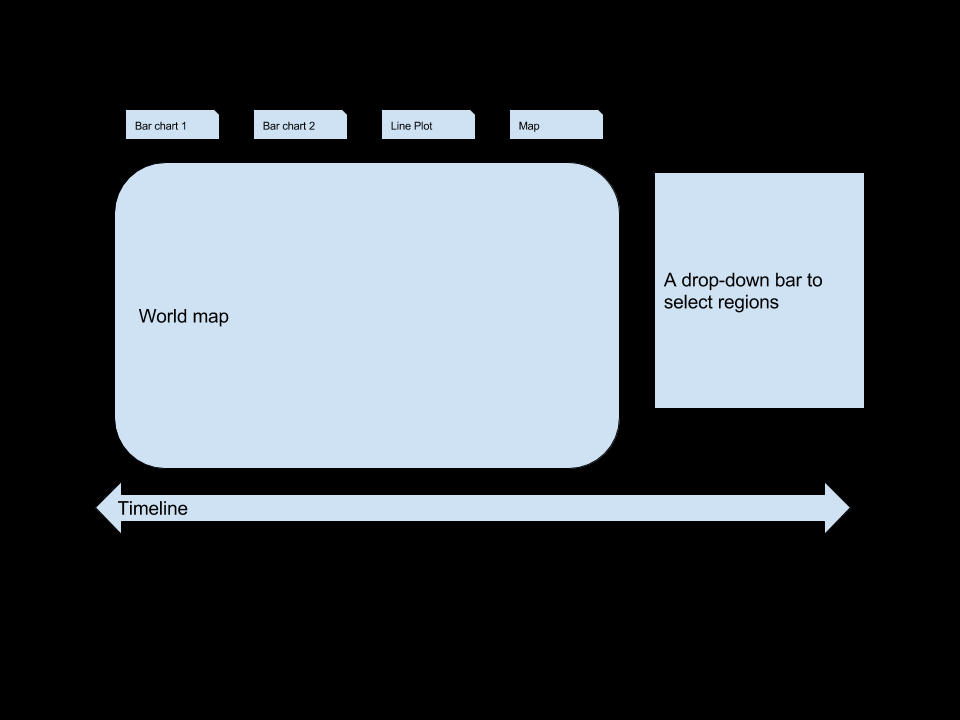 Bar chart 1
Bar chart 2
Line Plot
Map
World map
A drop-down bar to
select regions
Timeline